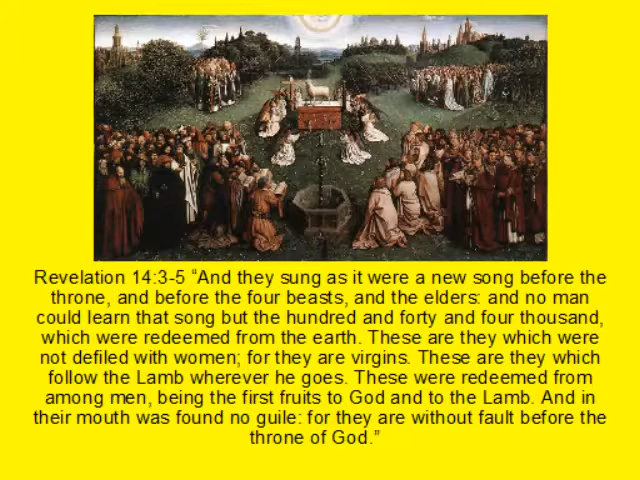 Revelation 14:3-5 “And they sung as it were a new song before the
throne, and before the four beasts, and the elders: and no man
could learn that song but the hundred and forty and four thousand,
which were redeemed from the earth. These are they which were
not defiled with women; for they are virgins. These are they which
follow the Lamb wherever he goes. These were redeemed from
among men, being the first fruits to God and to the Lamb. And in
their mouth was found no guile: for they are without fault before the
throne of God.”